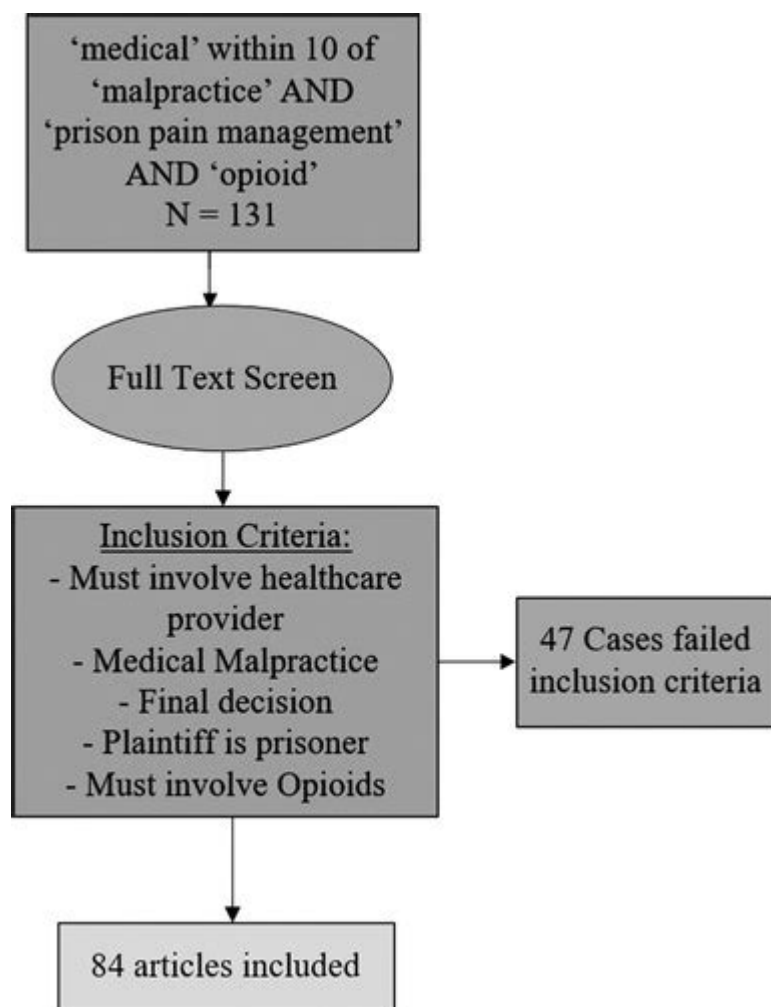 ‘medical’ within 10 of
‘malpractice’ AND
‘prison pain management’
AND ‘opioid’
N = 131
Full Text Screen
Inclusion Criteria:
- Must involve healthcare
provider
- Medical Malpractice
- Final decision
- Plaintiff is prisoner
- Must involve Opioids
47 Cases failed
inclusion criteria
84 articles included